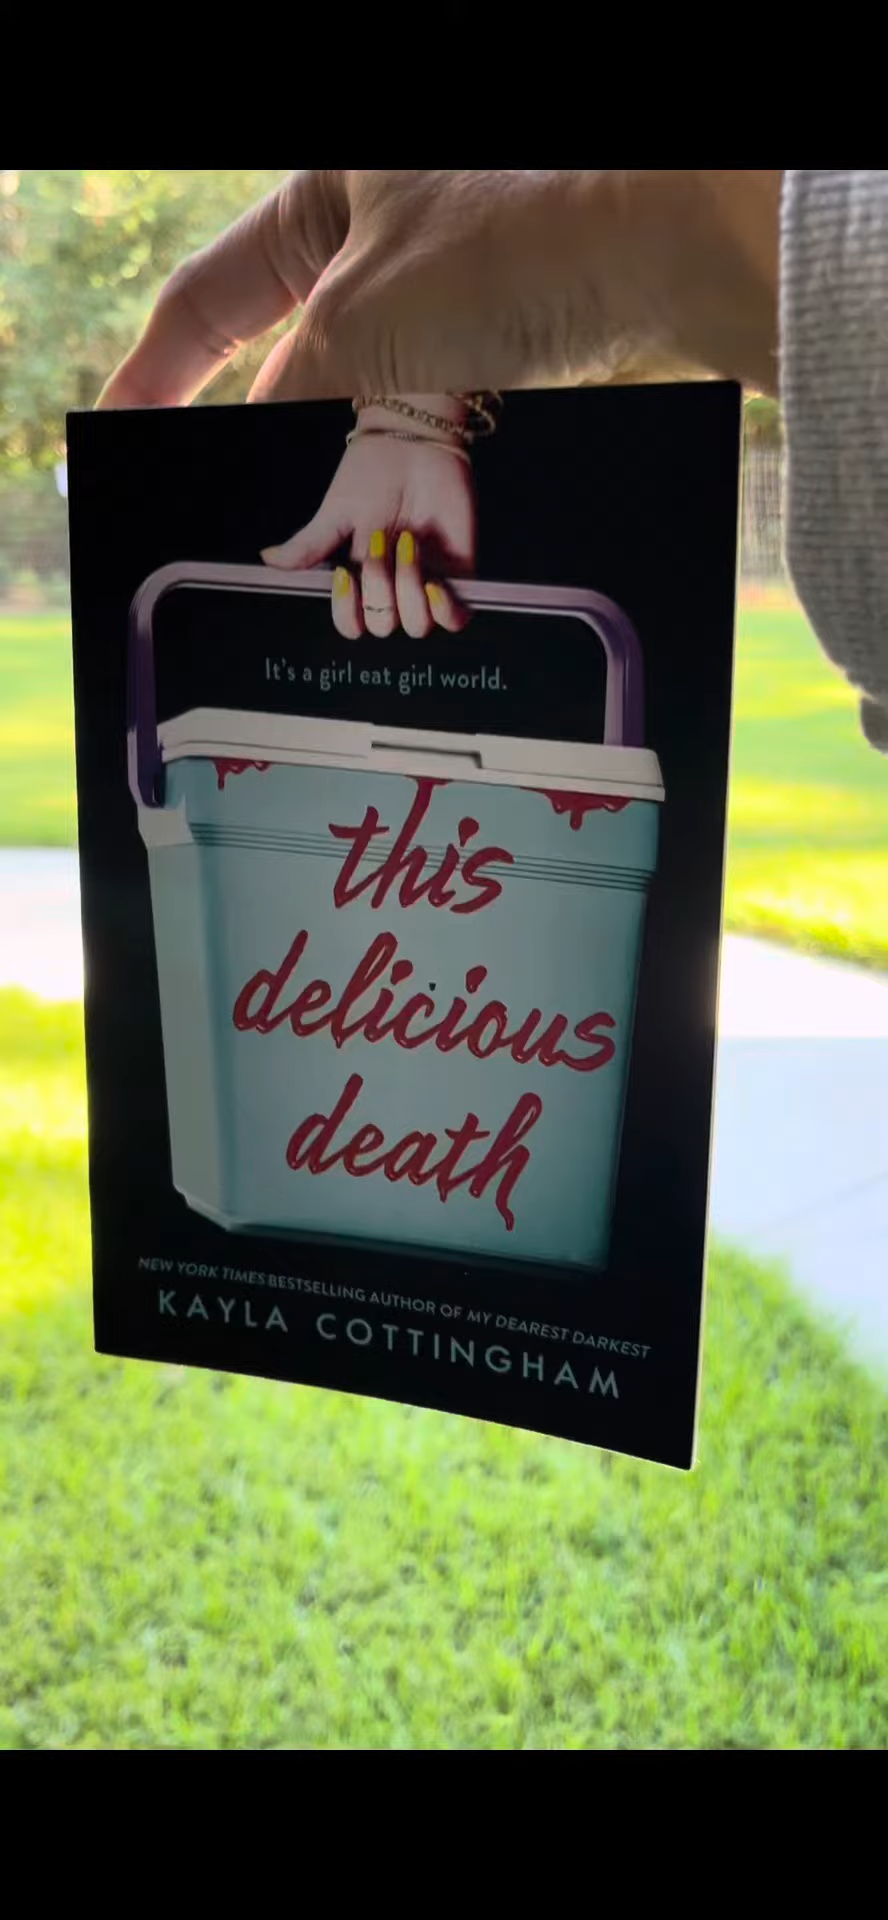 It's a girl eat girl world.
this
delicious
death
NEW YORK TIMES BESTSELLING AUTHOR OF MY DEAREST DARKEST
KAYLA COTTINGHAM